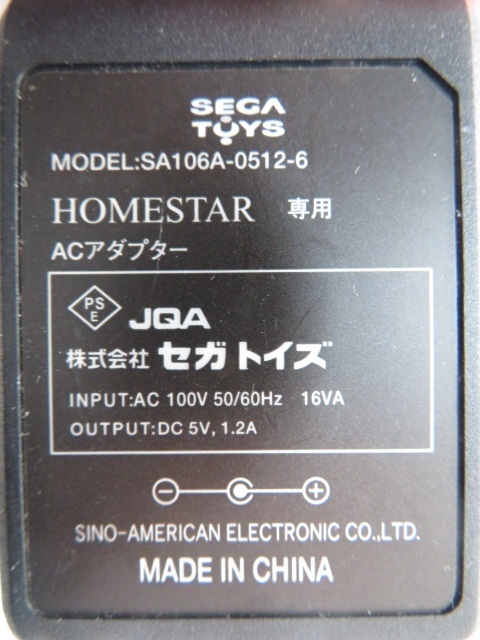 SEGA
TOYS
MODEL:SA106A-0512-6
HOMESTAR 専用
ACアダプター
PS
E
JQA
株式会社 セガ トイズ
INPUT:AC 100V 50/60Hz 16VA
OUTPUT:DC 5V, 1.2A
SINO-AMERICAN ELECTRONIC CO.,LTD.
MADE IN CHINA